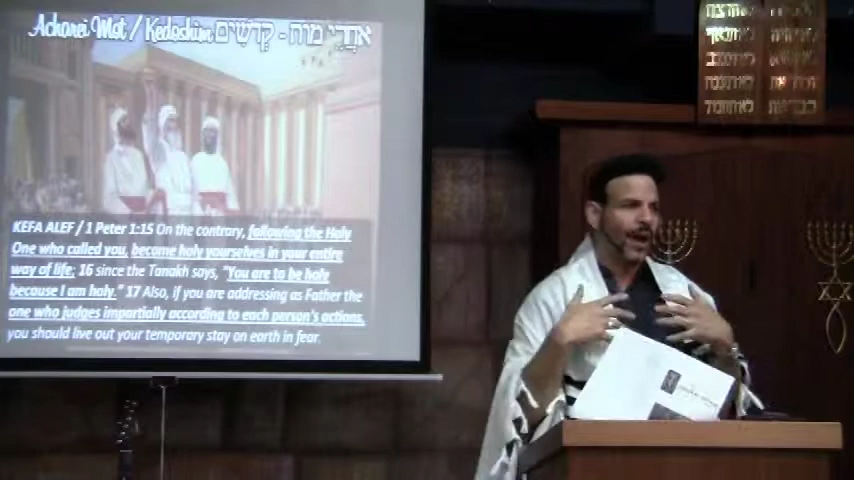 Acharei Mot / Kedoshim אַחֲרֵי מוֹת - קְדֹשִׁים
KEFA ALEF / 1 Peter 1:15 On the contrary, following the Holy
One who called you, become holy yourselves in your entire
way of life; 16 since the Tanakh says, "You are to be holy
because I am holy." 17 Also, if you are addressing as Father the
one who judges impartially according to each person's actions,
you should live out your temporary stay on earth in fear.